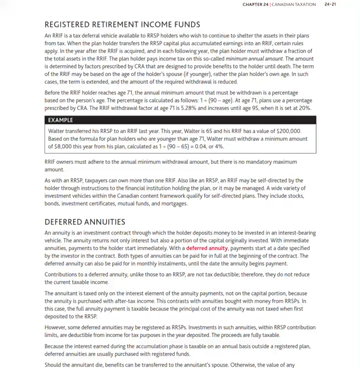 CHAPTER 24 | CANADIAN TAXATION 24•21
REGISTERED RETIREMENT INCOME FUNDS
An RRIF is a tax deferral vehicle available to RRSP holders who wish to continue to shelter the assets in their plans
from tax. When the plan holder transfers the RRSP capital plus accumulated earnings into an RRIF, certain rules
apply. In the year after the RRIF is acquired, and in each following year, the plan holder must withdraw a fraction of
the total assets in the RRIF. The plan holder pays income tax on this so-called minimum annual amount. The amount
is determined by factors prescribed by CRA that are designed to provide benefits to the holder until death. The term
of the RRIF may be based on the age of the holder's spouse (if younger), rather than the plan holder's own age. In such
cases, the term is extended, and the amount of the required withdrawal is reduced.
Before the RRIF holder reaches age 71, the annual minimum amount that must be withdrawn is a percentage
based on the person's age. The percentage is calculated as follows: 1 ÷ (90 – age). At age 71, plans use a percentage
prescribed by CRA. The RRIF withdrawal factor at age 71 is 5.28% and increases until age 95, when it is set at 20%.
EXAMPLE
Walter transferred his RRSP to an RRIF last year. This year, Walter is 65 and his RRIF has a value of $200,000.
Based on the formula for plan holders who are younger than age 71, Walter must withdraw a minimum amount
of $8,000 this year from his plan, calculated as 1 ÷ (90 – 65) = 0.04, or 4%.
RRIF owners must adhere to the annual minimum withdrawal amount, but there is no mandatory maximum
amount.
As with an RRSP, taxpayers can own more than one RRIF. Also like an RRSP, an RRIF may be self-directed by the
holder through instructions to the financial institution holding the plan, or it may be managed. A wide variety of
investment vehicles within the Canadian content framework qualify for self-directed plans. They include stocks,
bonds, investment certificates, mutual funds, and mortgages.
DEFERRED ANNUITIES
An annuity is an investment contract through which the holder deposits money to be invested in an interest-bearing
vehicle. The annuity returns not only interest but also a portion of the capital originally invested. With immediate
annuities, payments to the holder start immediately. With a deferred annuity, payments start at a date specified
by the investor in the contract. Both types of annuities can be paid for in full at the beginning of the contract. The
deferred annuity can also be paid for in monthly instalments, until the date the annuity begins payment.
Contributions to a deferred annuity, unlike those to an RRSP, are not tax deductible; therefore, they do not reduce
the current taxable income.
The annuitant is taxed only on the interest element of the annuity payments, not on the capital portion, because
the annuity is purchased with after-tax income. This contrasts with annuities bought with money from RRSPs. In
this case, the full annuity payment is taxable because the principal cost of the annuity was not taxed when first
deposited to the RRSP.
However, some deferred annuities may be registered as RRSPs. Investments in such annuities, within RRSP contribution
limits, are deductible from income for tax purposes in the year deposited. The proceeds are fully taxable.
Because the interest earned during the accumulation phase is taxable on an annual basis outside a registered plan,
deferred annuities are usually purchased with registered funds.
Should the annuitant die, benefits can be transferred to the annuitant's spouse. Otherwise, the value of any